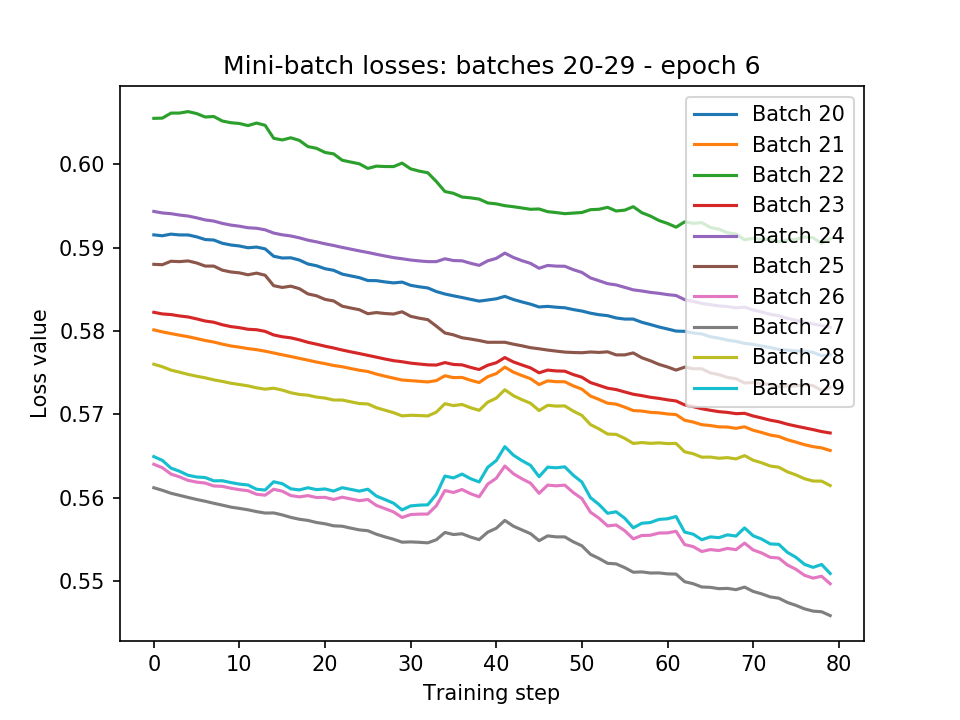 Mini-batch losses: batches 20-29 - epoch 6
Batch 20
Batch 21
Batch 22
Batch 23
Batch 24
Batch 25
Batch 26
Batch 27
Batch 28
Batch 29
Loss value
0.60
0.59
0.58
0.57
0.56
0.55
0 10 20 30 40 50 60 70 80
Training step